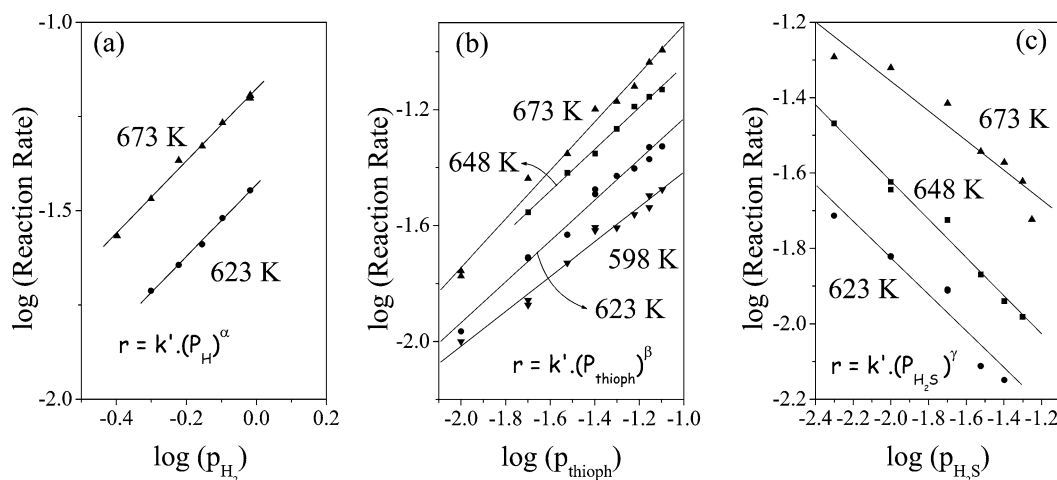 (a)
-1.0
-1.5
-2.0
log (Reaction Rate)
673 K
623 K
r = k'.(P_H)^α
-0.4 -0.2 0.0 0.2
log (p_H₂)
(b)
-1.2
-1.6
-2.0
log (Reaction Rate)
673 K
648 K
598 K
623 K
r = k'.(P_thioph)^β
-2.0 -1.8 -1.6 -1.4 -1.2 -1.0
log (p_thioph)
(c)
-1.2
-1.4
-1.6
-1.8
-2.0
-2.2
log (Reaction Rate)
673 K
648 K
623 K
r = k'.(P_H₂S)^γ
-2.4 -2.2 -2.0 -1.8 -1.6 -1.4 -1.2
log (p_H₂S)